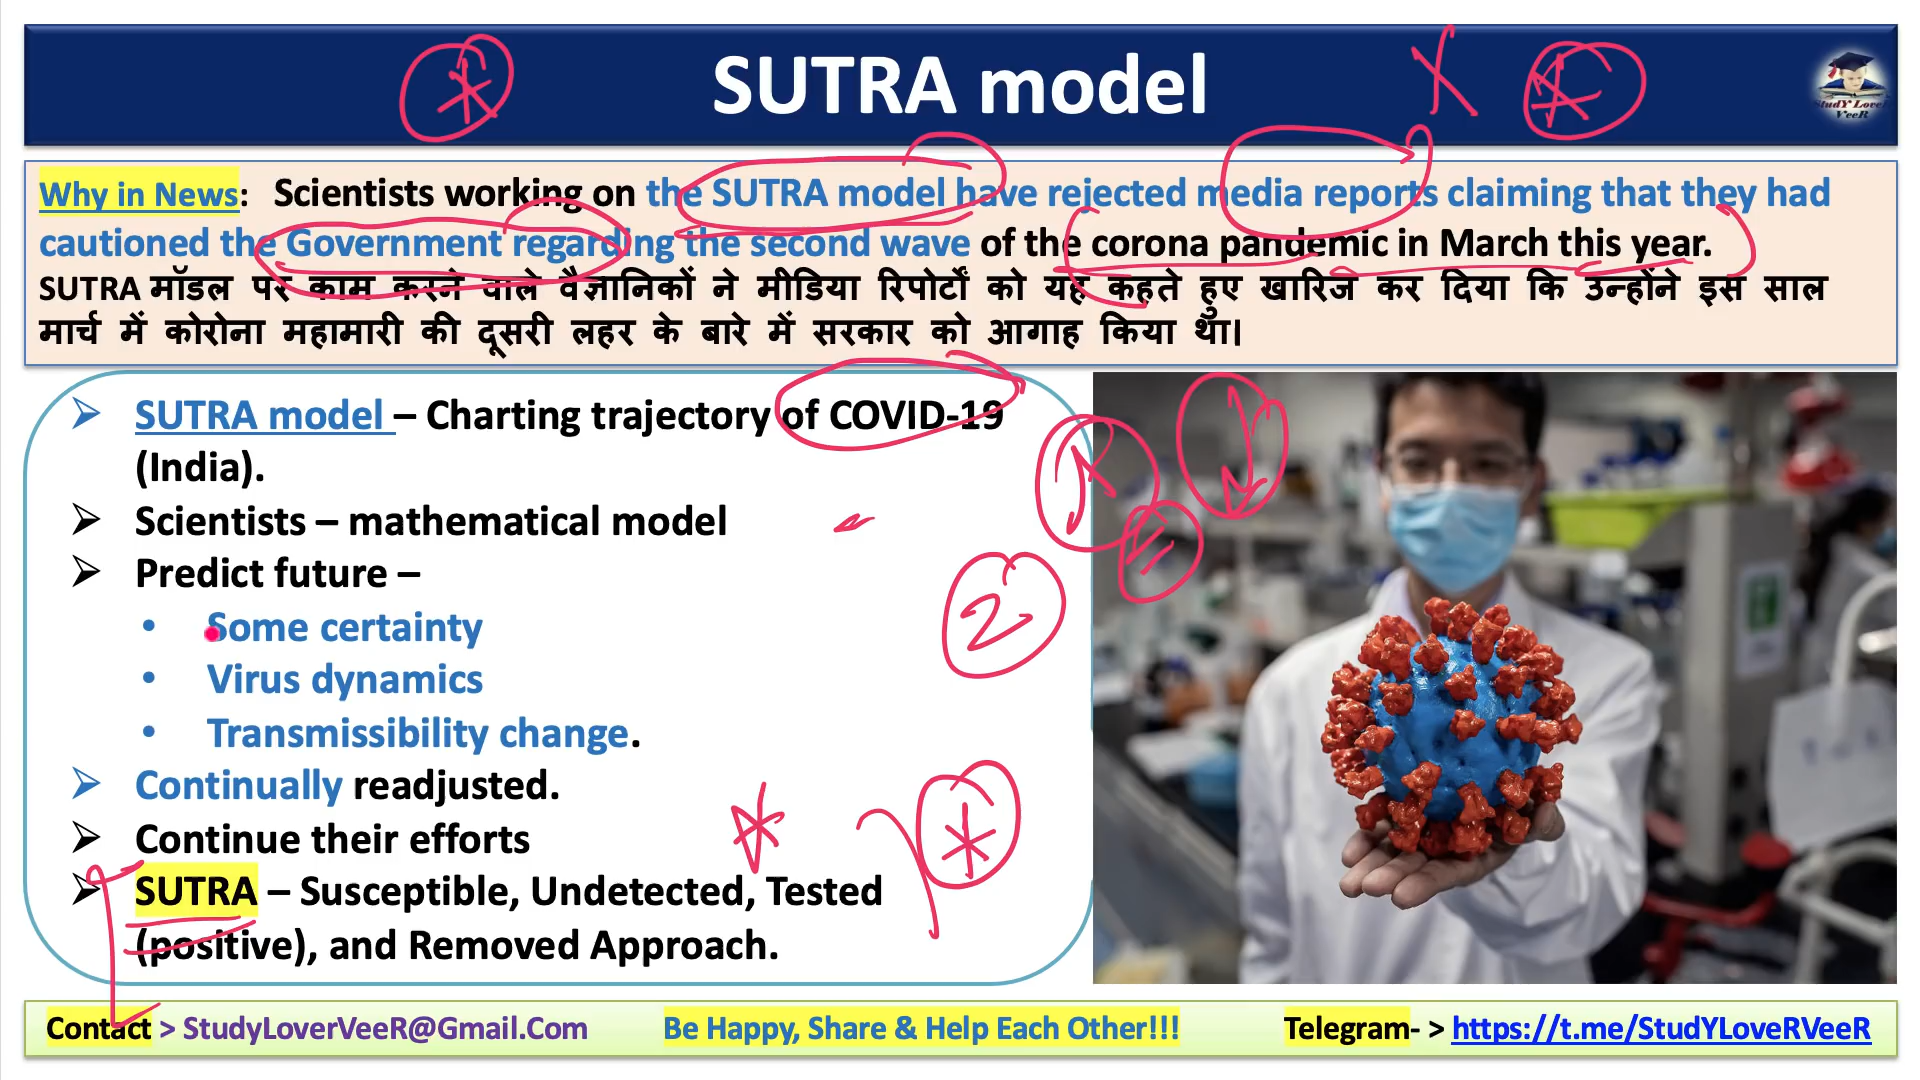 SUTRA model
StudY LoveR
VeeR
Why in News: Scientists working on the SUTRA model have rejected media reports claiming that they had
cautioned the Government regarding the second wave of the corona pandemic in March this year.
SUTRA मॉडल पर काम करने वाले वैज्ञानिकों ने मीडिया रिपोर्टों को यह कहते हुए खारिज कर दिया कि उन्होंने इस साल
मार्च में कोरोना महामारी की दूसरी लहर के बारे में सरकार को आगाह किया था।
➢ SUTRA model – Charting trajectory of COVID-19
(India).
➢ Scientists – mathematical model
➢ Predict future –
• Some certainty
• Virus dynamics
• Transmissibility change.
➢ Continually readjusted.
➢ Continue their efforts
➢ SUTRA – Susceptible, Undetected, Tested
(positive), and Removed Approach.
2
Contact > StudyLoverVeeR@Gmail.Com Be Happy, Share & Help Each Other!!! Telegram- > https://t.me/StudYLoveRVeeR